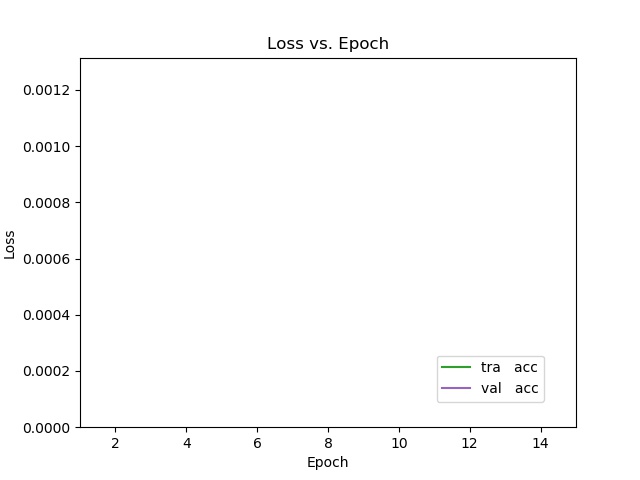 Loss vs. Epoch
0.0012
0.0010
0.0008
0.0006
0.0004
0.0002
0.0000
Loss
tra   acc
val   acc
2 4 6 8 10 12 14
Epoch